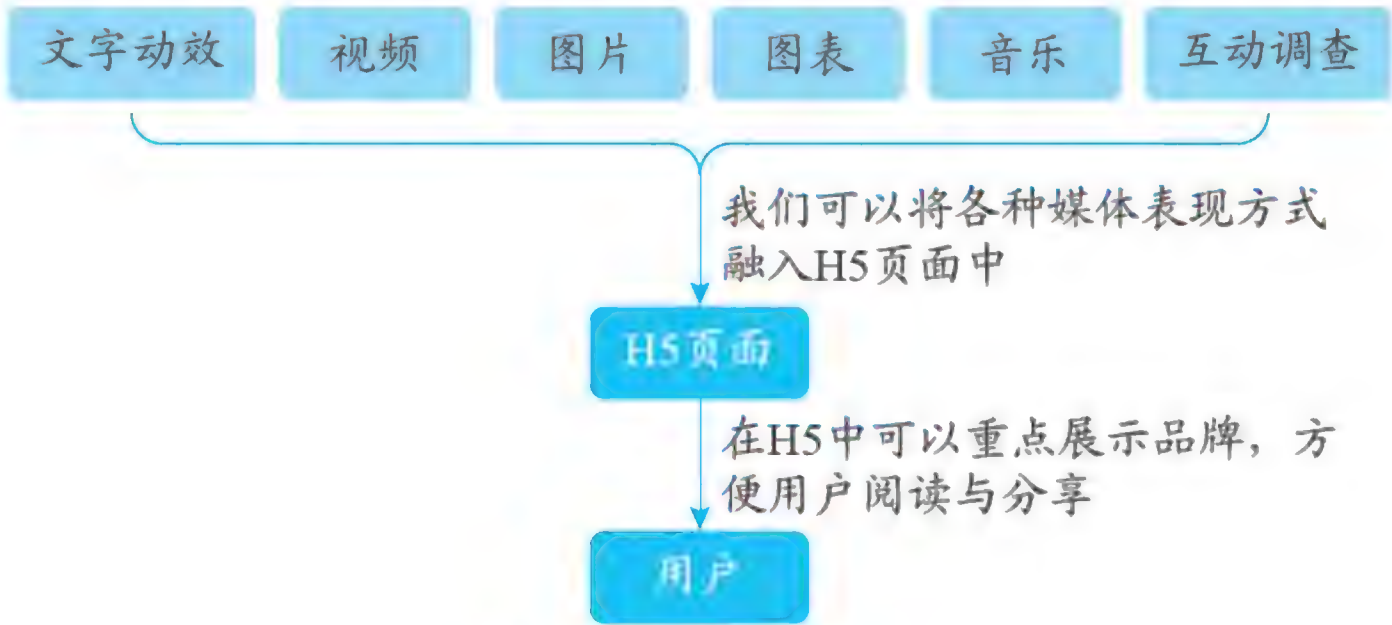 文字动效
视频
图片
图表
音乐
互动调查
我们可以将各种媒体表现方式
融入H5页面中
H5页面
在H5中可以重点展示品牌，方
便用户阅读与分享
用户